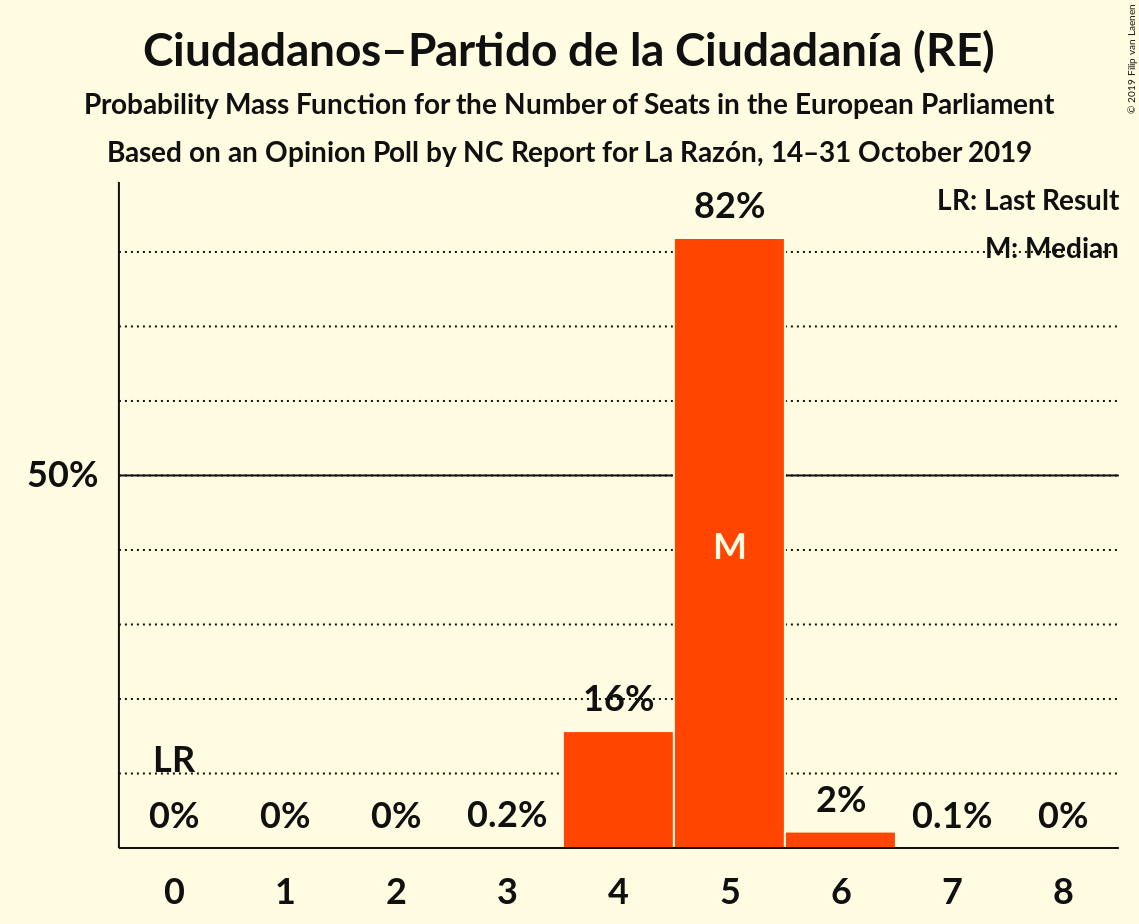 Ciudadanos–Partido de la Ciudadanía (RE)
Probability Mass Function for the Number of Seats in the European Parliament
Based on an Opinion Poll by NC Report for La Razón, 14–31 October 2019
© 2019 Filip van Laenen
LR: Last Result
M: Median
82%
50%
M
16%
LR
0% 0% 0% 0.2% 2% 0.1% 0%
0 1 2 3 4 5 6 7 8